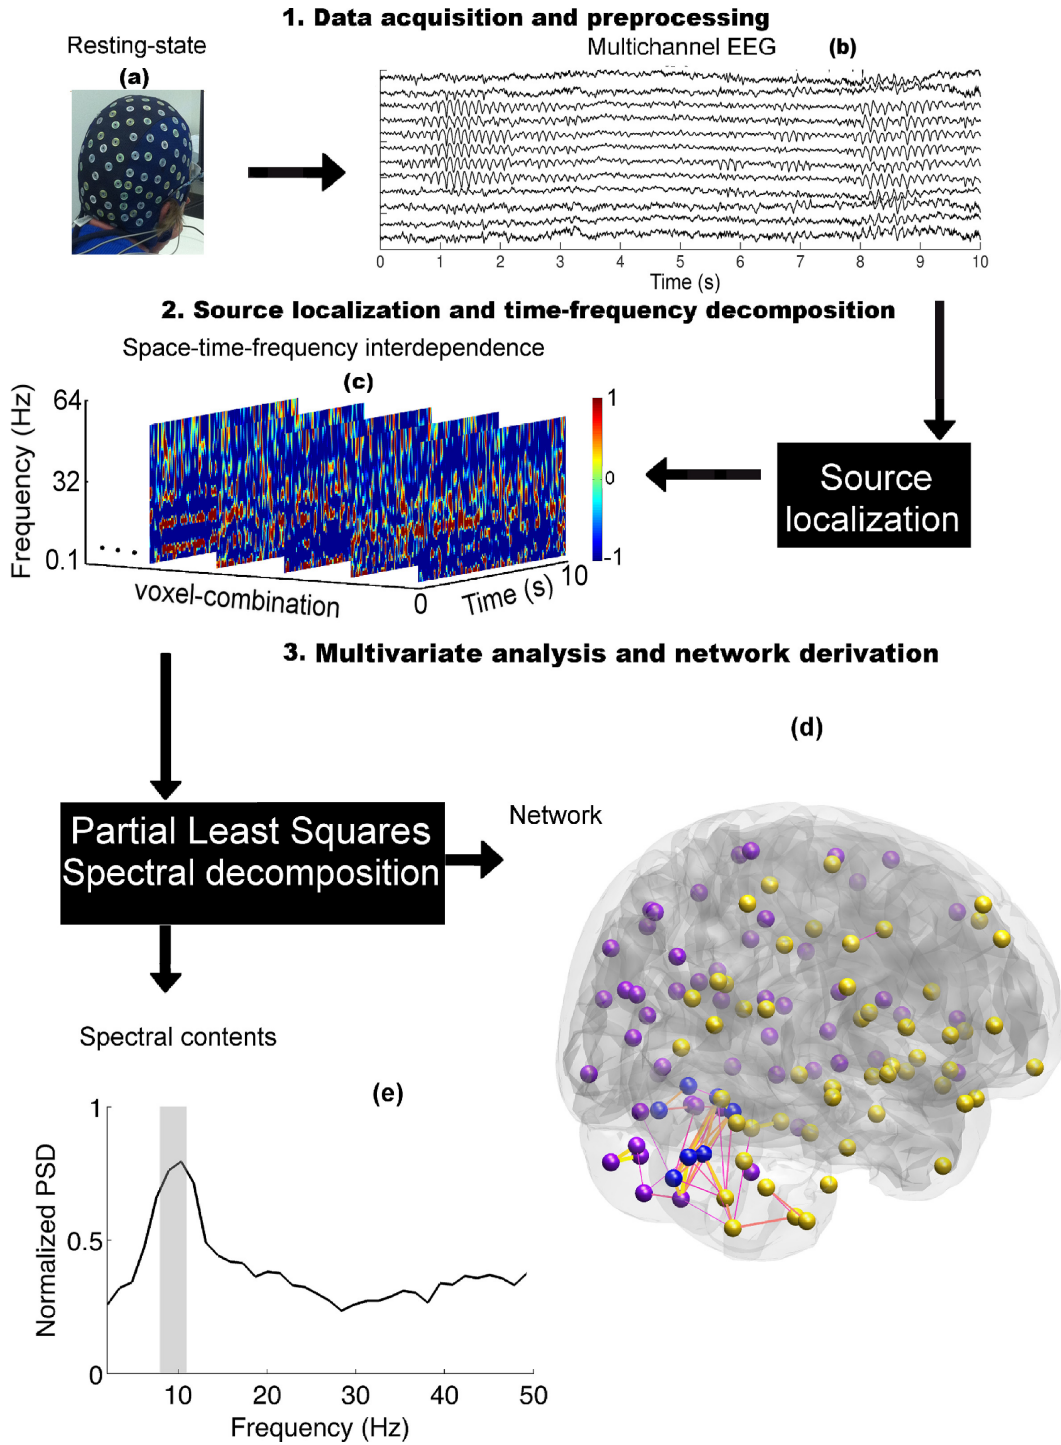 1. Data acquisition and preprocessing
Resting-state
(a)
Multichannel EEG (b)
0 1 2 3 4 5 6 7 8 9 10
Time (s)
2. Source localization and time-frequency decomposition
Space-time-frequency interdependence
(c)
Frequency (Hz)
64
32
0.1
voxel-combination
0
Time (s)
10
1
0
-1
Source
localization
3. Multivariate analysis and network derivation
(d)
Partial Least Squares
Spectral decomposition
Network
Spectral contents
(e)
Normalized PSD
1
0.5
0
10 20 30 40 50
Frequency (Hz)